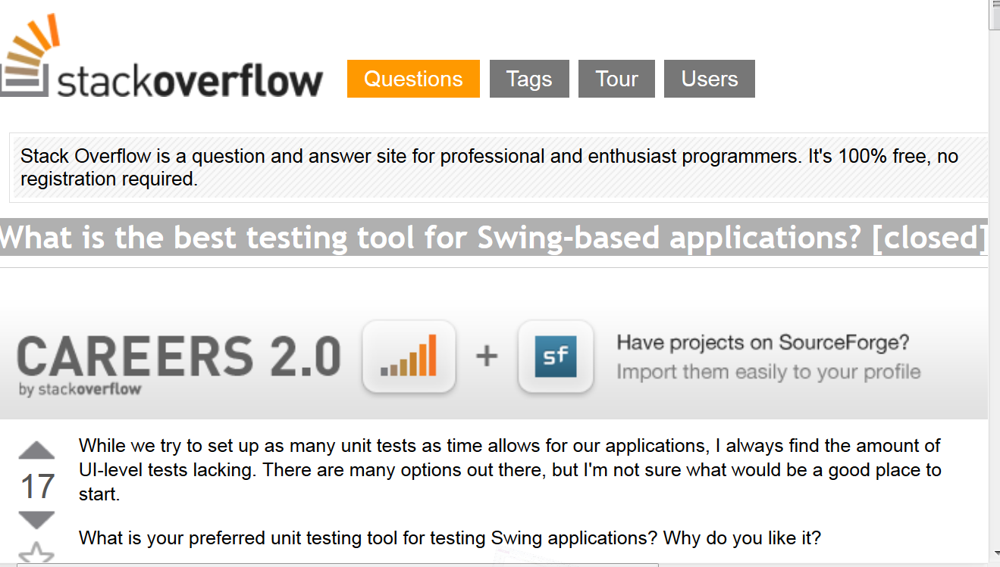 stackoverflow
Questions Tags Tour Users
Stack Overflow is a question and answer site for professional and enthusiast programmers. It's 100% free, no
registration required.
What is the best testing tool for Swing-based applications? [closed]
CAREERS 2.0
by stackoverflow
+
sf
Have projects on SourceForge?
Import them easily to your profile
17
While we try to set up as many unit tests as time allows for our applications, I always find the amount of
UI-level tests lacking. There are many options out there, but I'm not sure what would be a good place to
start.
What is your preferred unit testing tool for testing Swing applications? Why do you like it?